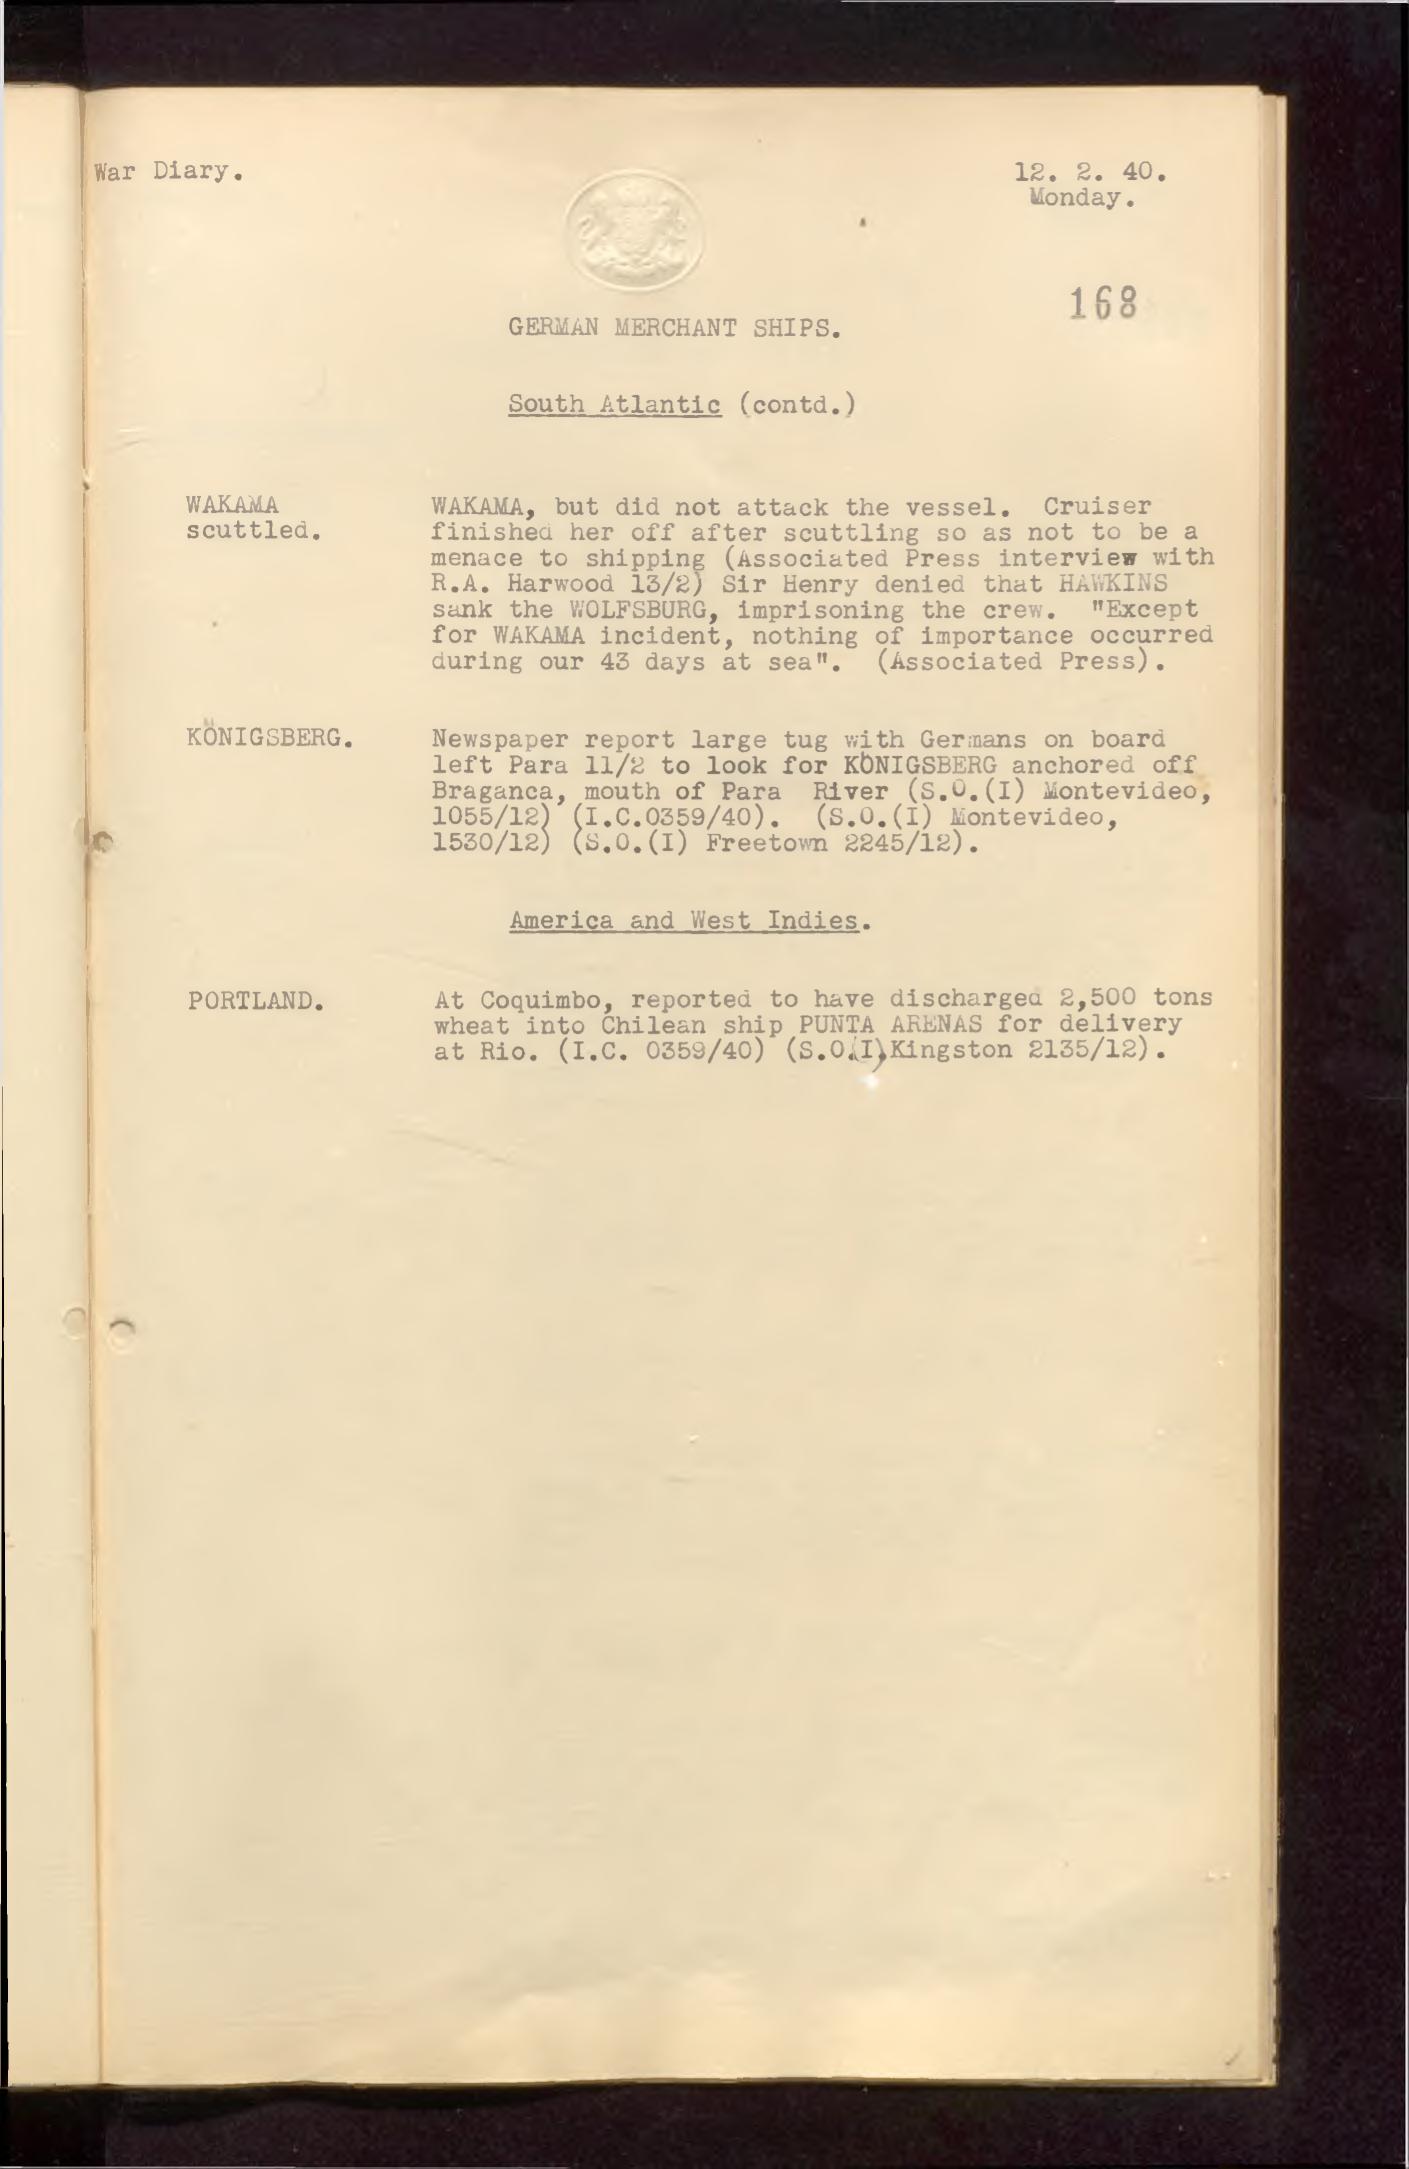 War Diary.
12. 2. 40.
Monday.
168
GERMAN MERCHANT SHIPS.
South Atlantic (contd.)
WAKAMA
scuttled.
WAKAMA, but did not attack the vessel. Cruiser
finished her off after scuttling so as not to be a
menace to shipping (Associated Press interview with
R.A. Harwood 13/2) Sir Henry denied that HAWKINS
sank the WOLFSBURG, imprisoning the crew. "Except
for WAKAMA incident, nothing of importance occurred
during our 43 days at sea". (Associated Press).
KÖNIGSBERG.
Newspaper report large tug with Germans on board
left Para 11/2 to look for KÖNIGSBERG anchored off
Braganca, mouth of Para River (S.O.(I) Montevideo,
1055/12) (I.C.0359/40). (S.O.(I) Montevideo,
1530/12) (S.O.(I) Freetown 2245/12).
America and West Indies.
PORTLAND.
At Coquimbo, reported to have discharged 2,500 tons
wheat into Chilean ship PUNTA ARENAS for delivery
at Rio. (I.C. 0359/40) (S.O.(I)Kingston 2135/12).